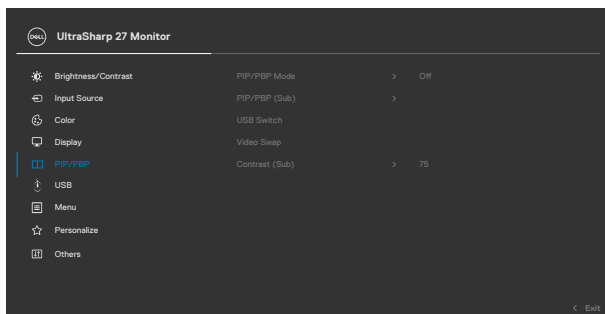 DELL UltraSharp 27 Monitor
Brightness/Contrast PIP/PBP Mode > Off
Input Source PIP/PBP (Sub) >
Color USB Switch
Display Video Swap
PIP/PBP Contrast (Sub) > 75
USB
Menu
Personalize
Others
< Exit